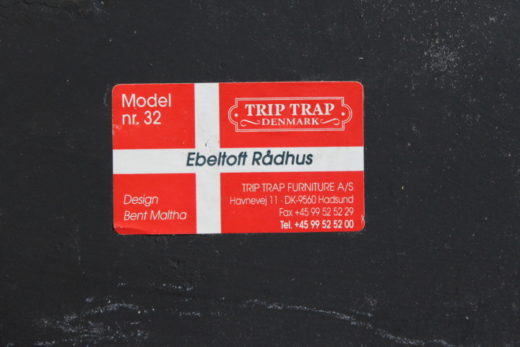 Model
nr. 32
TRIP TRAP
DENMARK
Ebeltoft Rådhus
Design
Bent Maltha
TRIP TRAP FURNITURE A/S
Havnevej 11 · DK-9560 Hadsund
Fax +45 99 52 52 29
Tel. +45 99 52 52 00